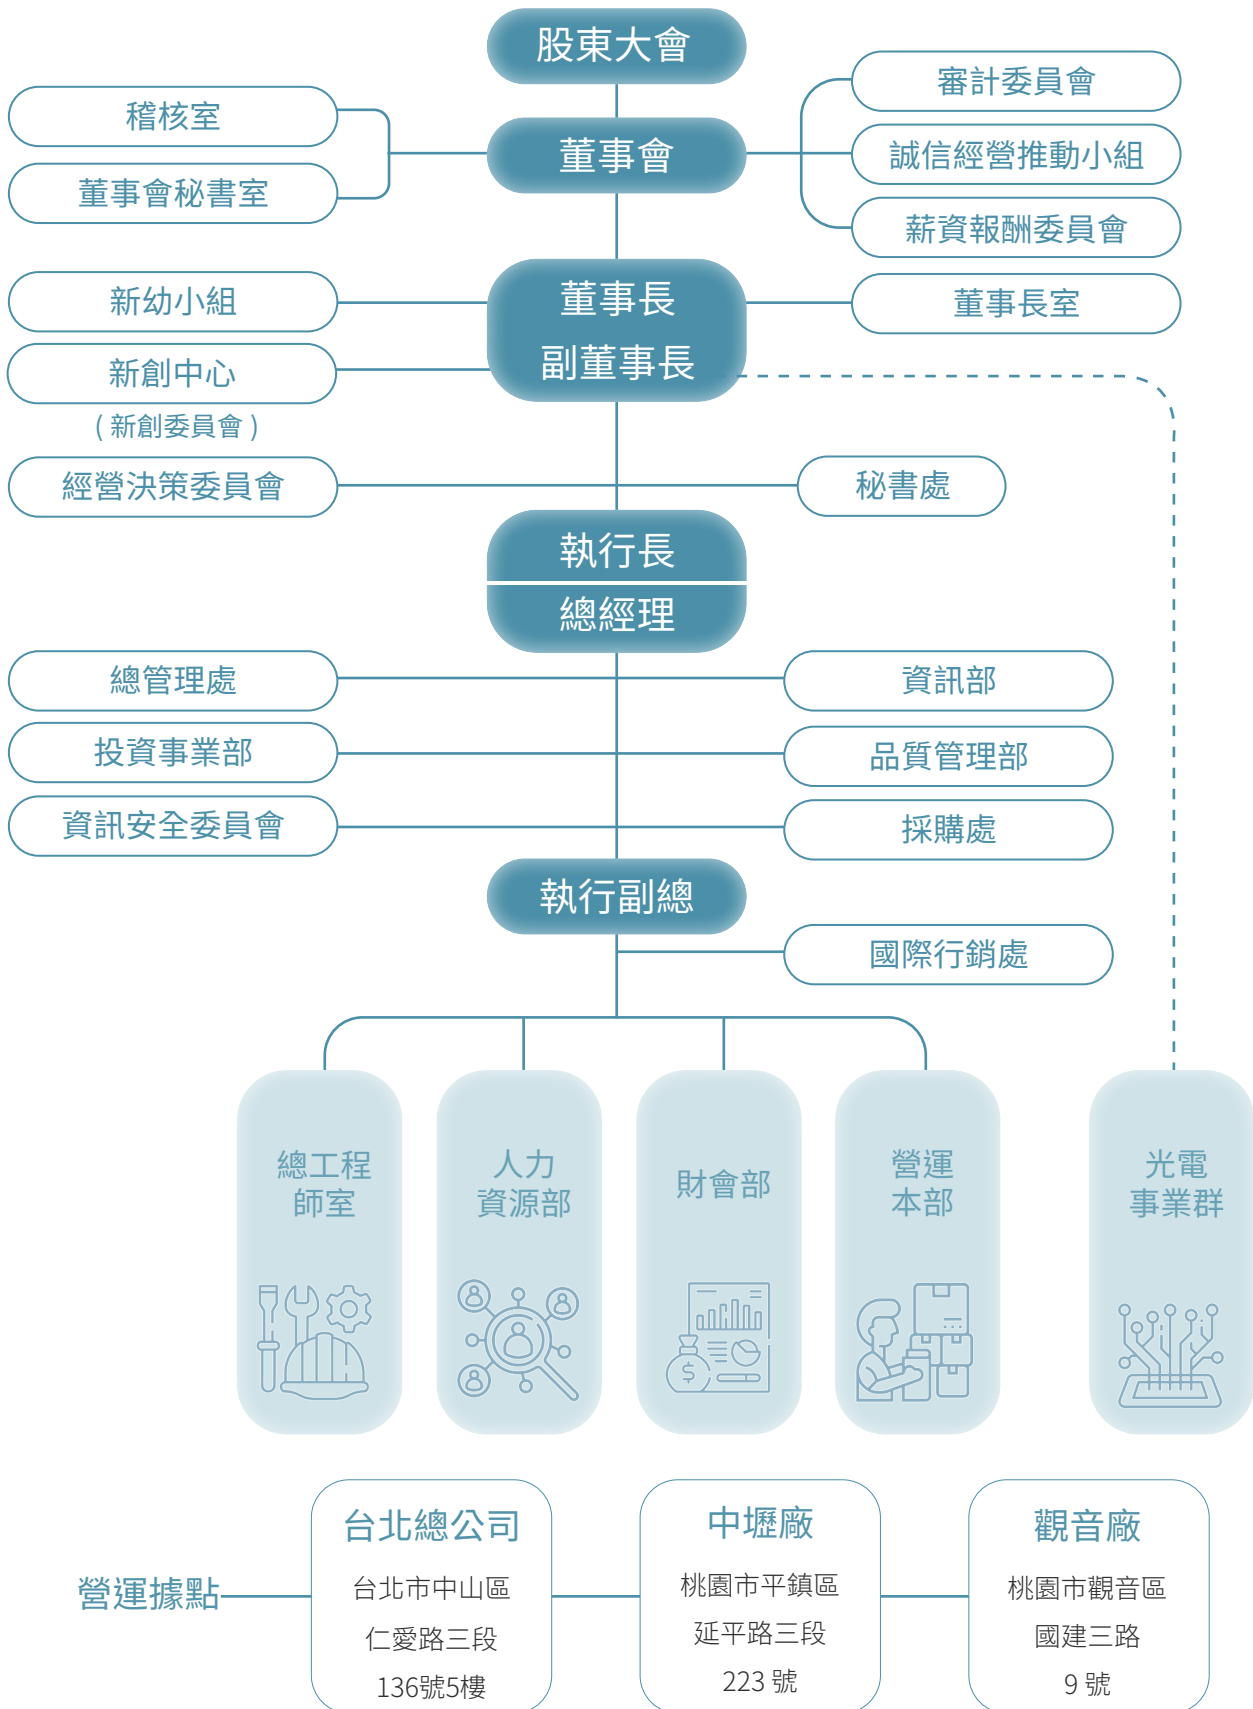 股東大會
審計委員會
稽核室
董事會
誠信經營推動小組
董事會秘書室
薪資報酬委員會
新幼小組
董事長
董事長室
副董事長
新創中心
( 新創委員會 )
經營決策委員會
秘書處
執行長
總經理
總管理處
資訊部
投資事業部
品質管理部
資訊安全委員會
採購處
執行副總
國際行銷處
總工程
師室
人力
資源部
財會部
營運
本部
光電
事業群
營運據點
台北總公司
台北市中山區
仁愛路三段
136號5樓
中壢廠
桃園市平鎮區
延平路三段
223 號
觀音廠
桃園市觀音區
國建三路
9 號